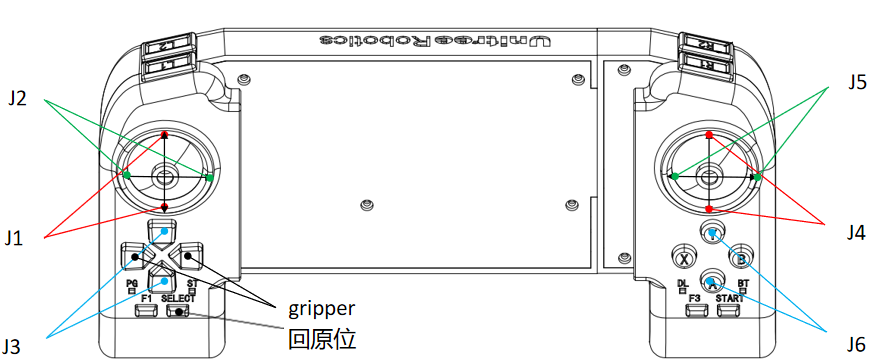 Unitree Robotics
L2
R2
L1
R1
J2
J5
J1
J4
Y
X
B
A
PG
ST
DL
BT
F1 SELECT
F3 START
gripper
回原位
J3
J6